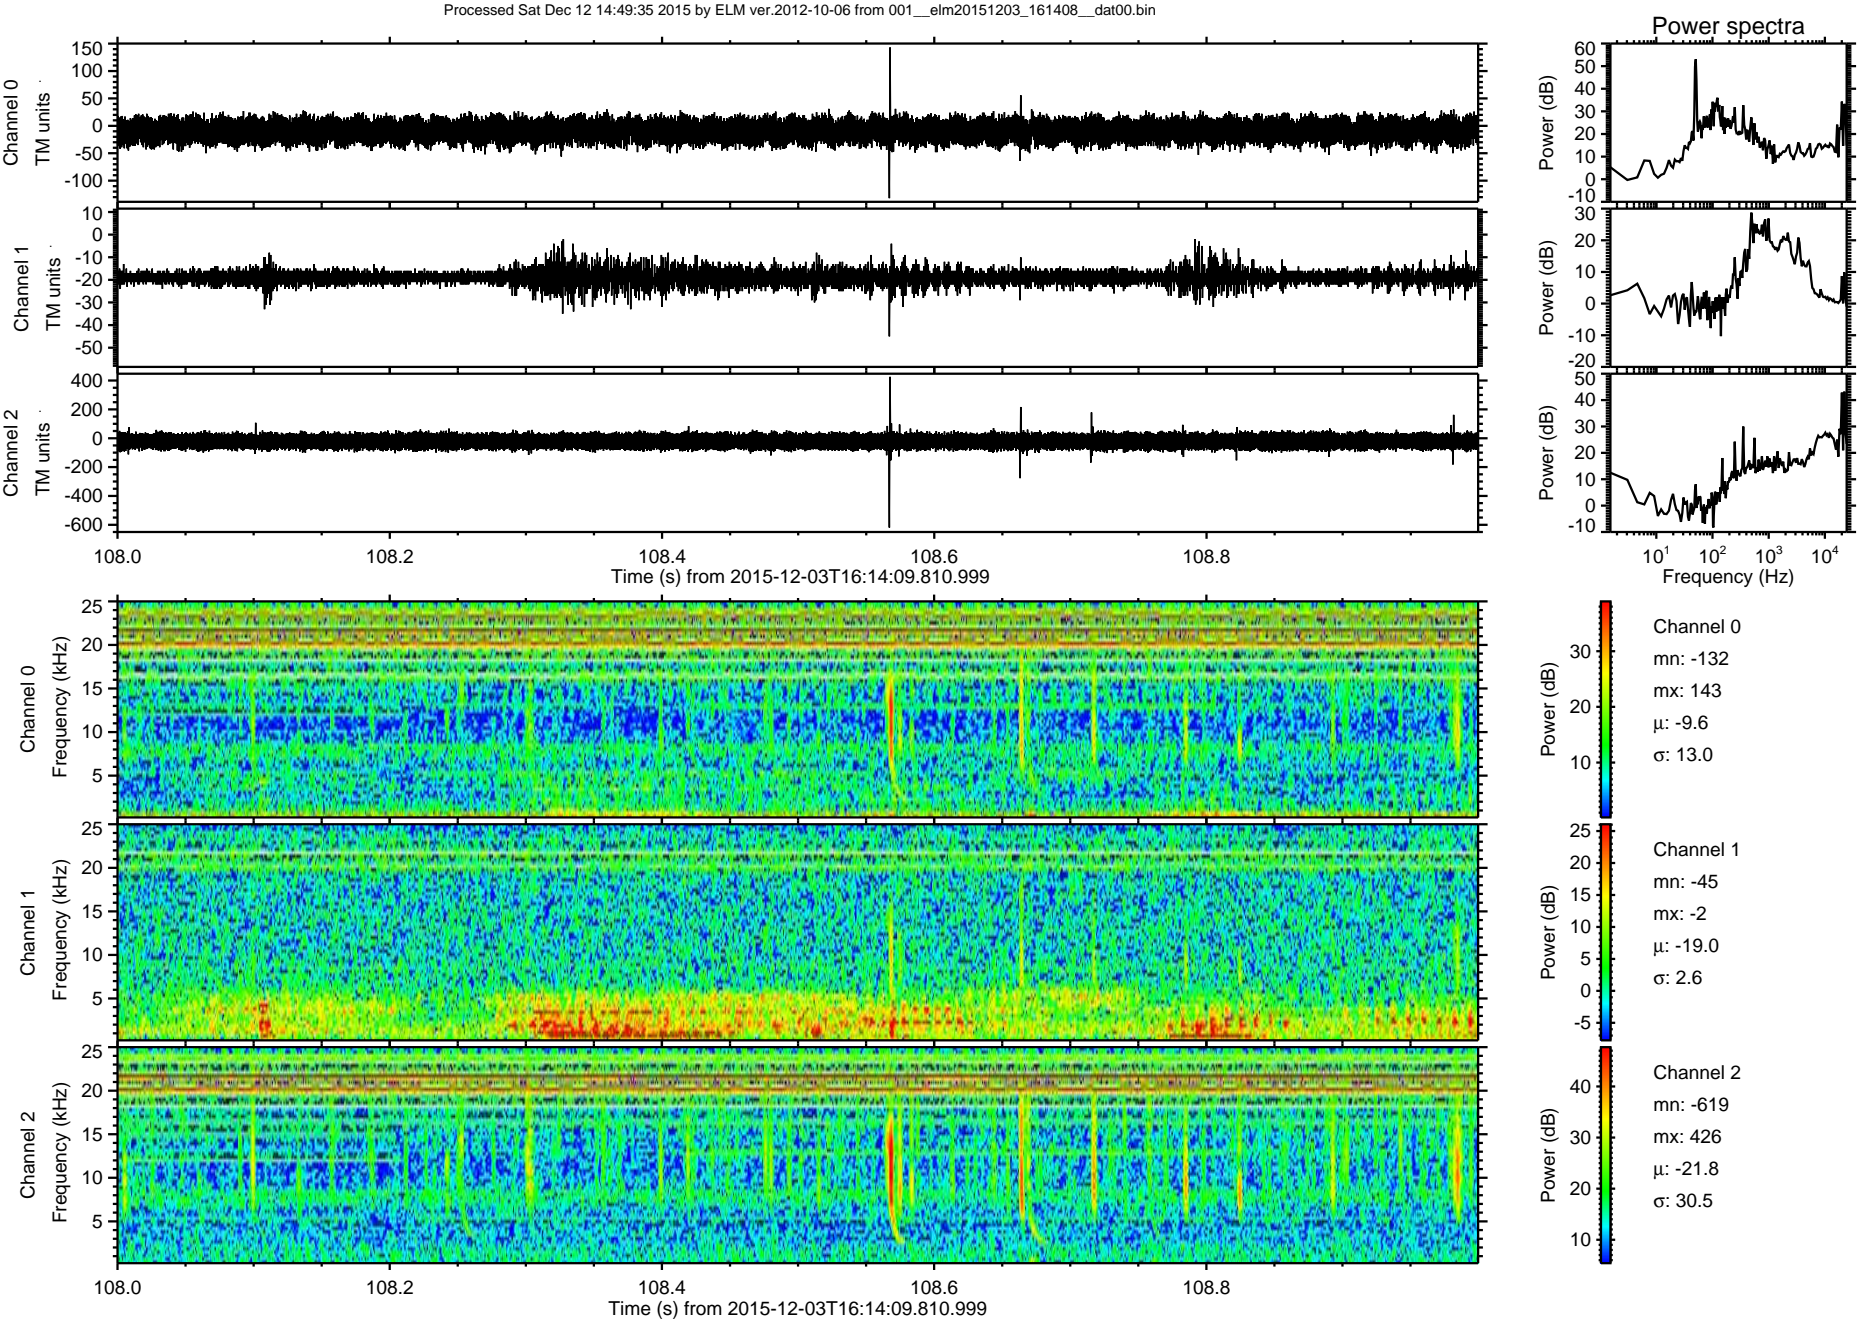 Processed Sat Dec 12 14:49:35 2015 by ELM ver.2012-10-06 from 001__elm20151203_161408__dat00.bin
Power spectra
Channel 0
TM units
150
100
50
0
-50
-100
Power (dB)
60
50
40
30
20
10
0
-10
Channel 1
TM units
10
0
-10
-20
-30
-40
-50
Power (dB)
30
20
10
0
-10
-20
Channel 2
TM units
400
200
0
-200
-400
-600
Power (dB)
50
40
30
20
10
0
-10
108.0 108.2 108.4 108.6 108.8
Time (s) from 2015-12-03T16:14:09.810.999
10¹ 10² 10³ 10⁴
Frequency (Hz)
Channel 0
Frequency (kHz)
25
20
15
10
5
Power (dB)
30
20
10
Channel 0
mn: -132
mx: 143
μ: -9.6
σ: 13.0
Channel 1
Frequency (kHz)
25
20
15
10
5
Power (dB)
25
20
15
10
5
0
-5
Channel 1
mn: -45
mx: -2
μ: -19.0
σ: 2.6
Channel 2
Frequency (kHz)
25
20
15
10
5
Power (dB)
40
30
20
10
Channel 2
mn: -619
mx: 426
μ: -21.8
σ: 30.5
108.0 108.2 108.4 108.6 108.8
Time (s) from 2015-12-03T16:14:09.810.999